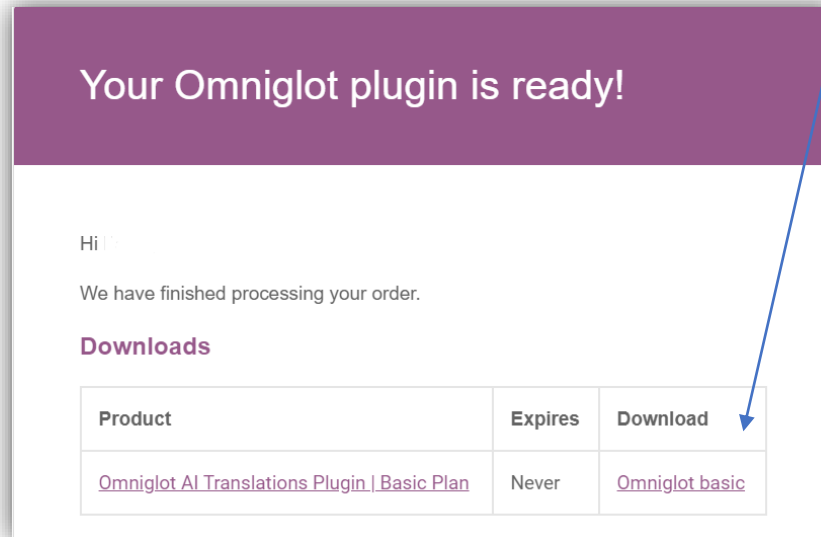 Your Omniglot plugin is ready!
Hi
We have finished processing your order.
Downloads
Product Expires Download
Omniglot AI Translations Plugin | Basic Plan Never Omniglot basic